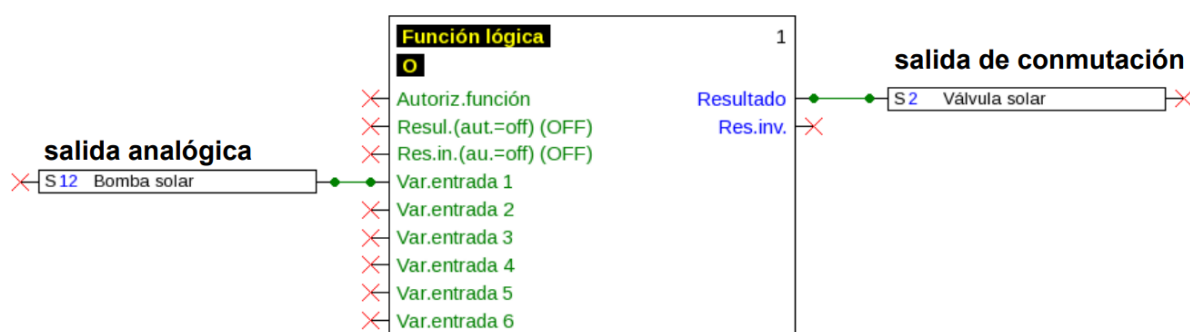 Función lógica 1
O
salida de conmutación
Autoriz.función Resultado S2 Válvula solar
Resul.(aut.=off) (OFF) Res.inv.
salida analógica Res.in.(au.=off) (OFF)
S12 Bomba solar Var.entrada 1
Var.entrada 2
Var.entrada 3
Var.entrada 4
Var.entrada 5
Var.entrada 6